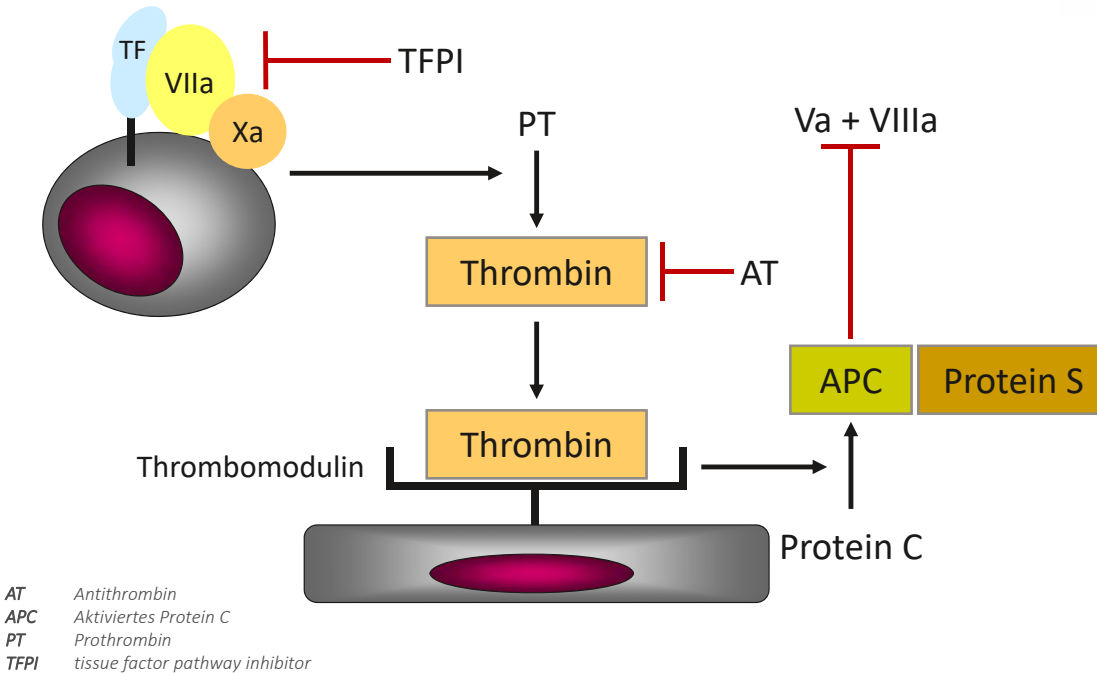 TF
VIIa
Xa
TFPI
PT
Va + VIIIa
Thrombin
AT
APC
Protein S
Thrombin
Thrombomodulin
Protein C
AT Antithrombin
APC Aktiviertes Protein C
PT Prothrombin
TFPI tissue factor pathway inhibitor